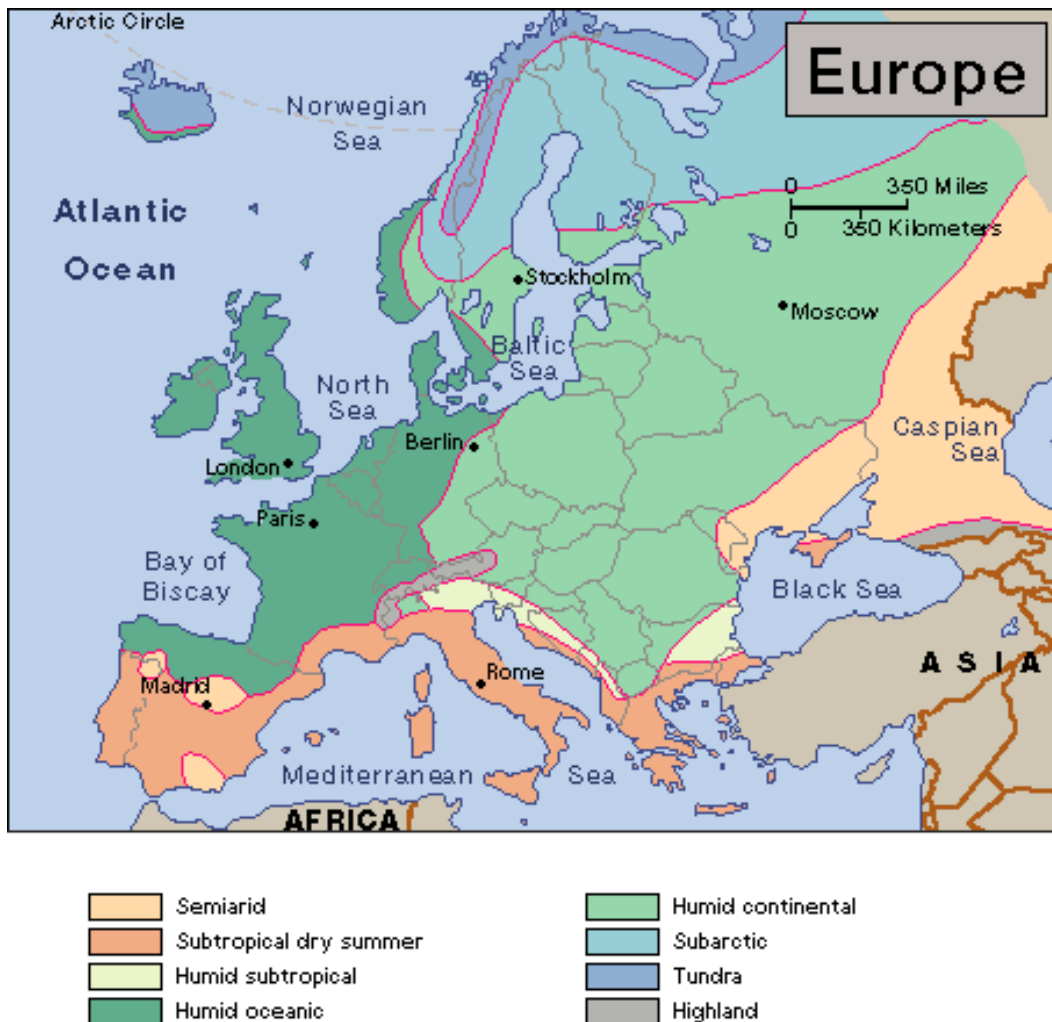 Arctic Circle
Europe
Norwegian
Sea
0 350 Miles
0 350 Kilometers
Atlantic
Ocean
Stockholm
Moscow
Baltic
Sea
North
Sea
Berlin
Caspian
Sea
London
Paris
Bay of
Biscay
Black Sea
ASIA
Rome
Madrid
Mediterranean Sea
AFRICA
Semiarid
Subtropical dry summer
Humid subtropical
Humid oceanic
Humid continental
Subarctic
Tundra
Highland